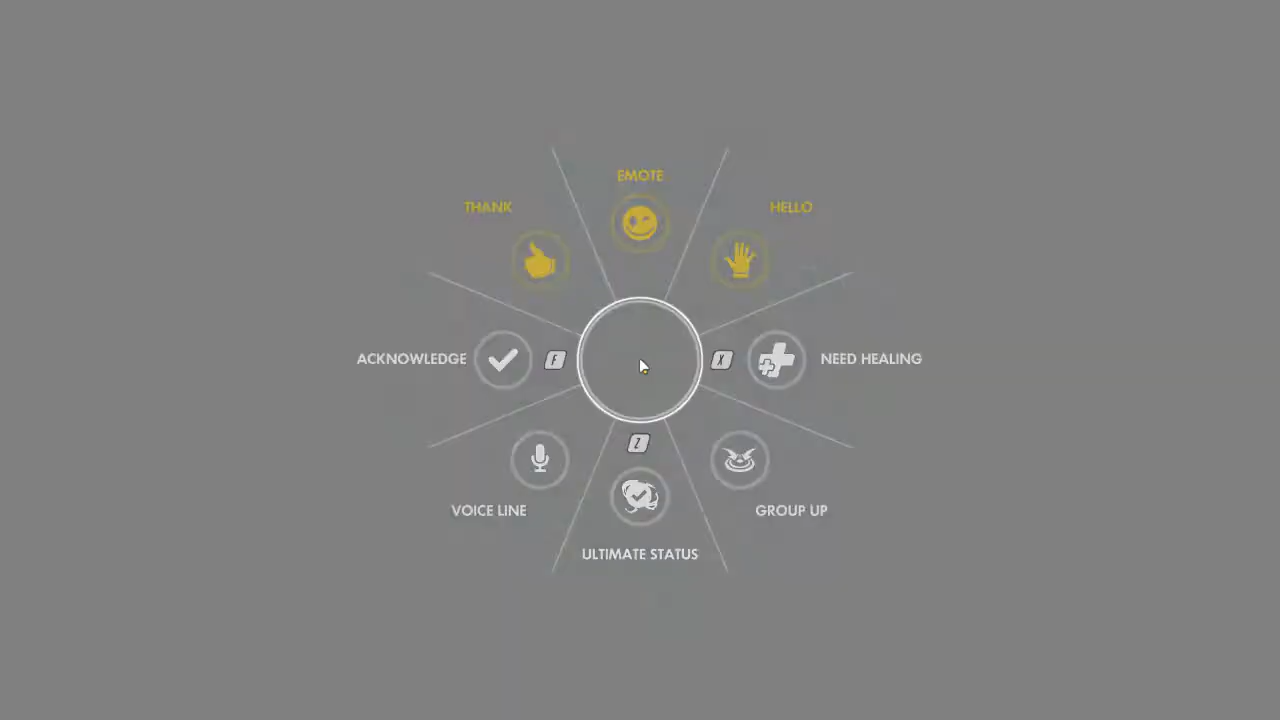 EMOTE
THANK
HELLO
ACKNOWLEDGE
F
X
NEED HEALING
Z
VOICE LINE
GROUP UP
ULTIMATE STATUS